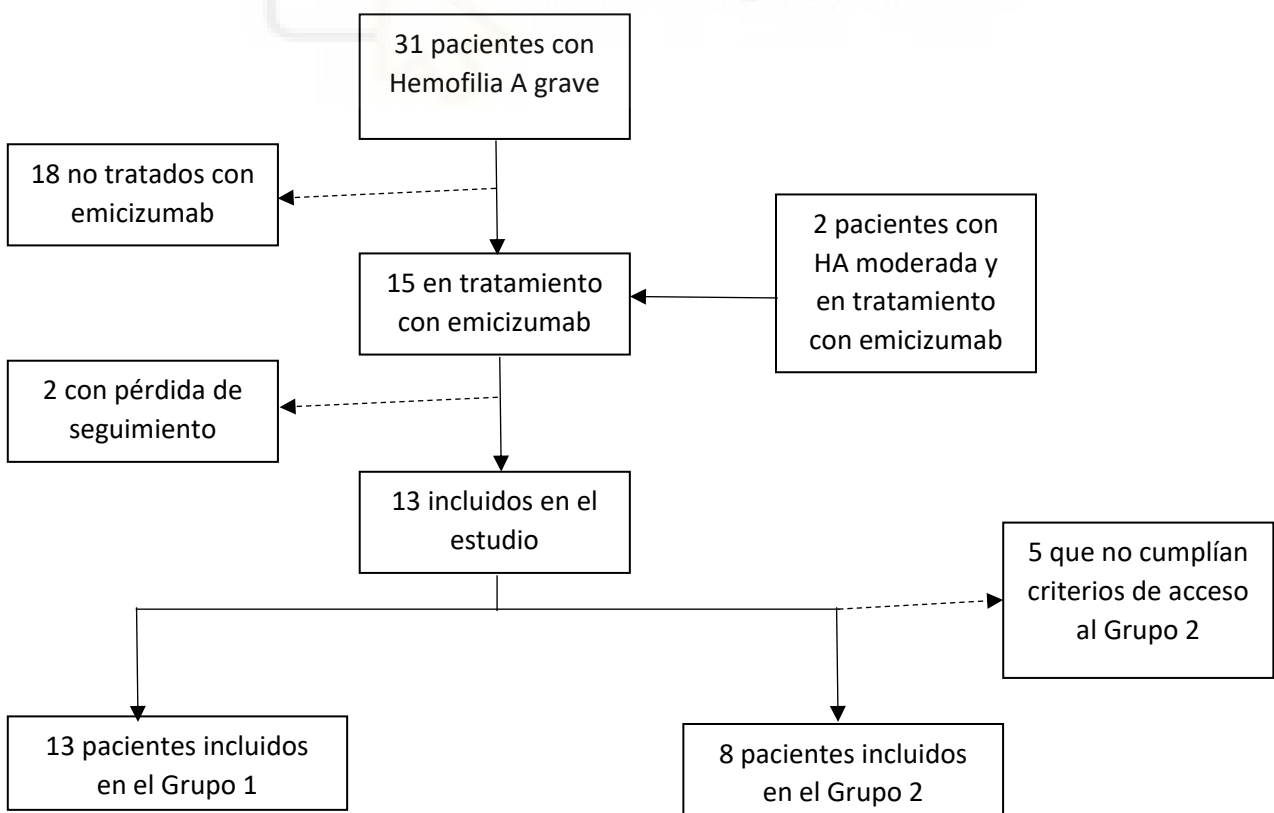 31 pacientes con
Hemofilia A grave
18 no tratados con
emicizumab
2 pacientes con
HA moderada y
en tratamiento
con emicizumab
15 en tratamiento
con emicizumab
2 con pérdida de
seguimiento
13 incluidos en el
estudio
5 que no cumplían
criterios de acceso
al Grupo 2
13 pacientes incluidos
en el Grupo 1
8 pacientes incluidos
en el Grupo 2